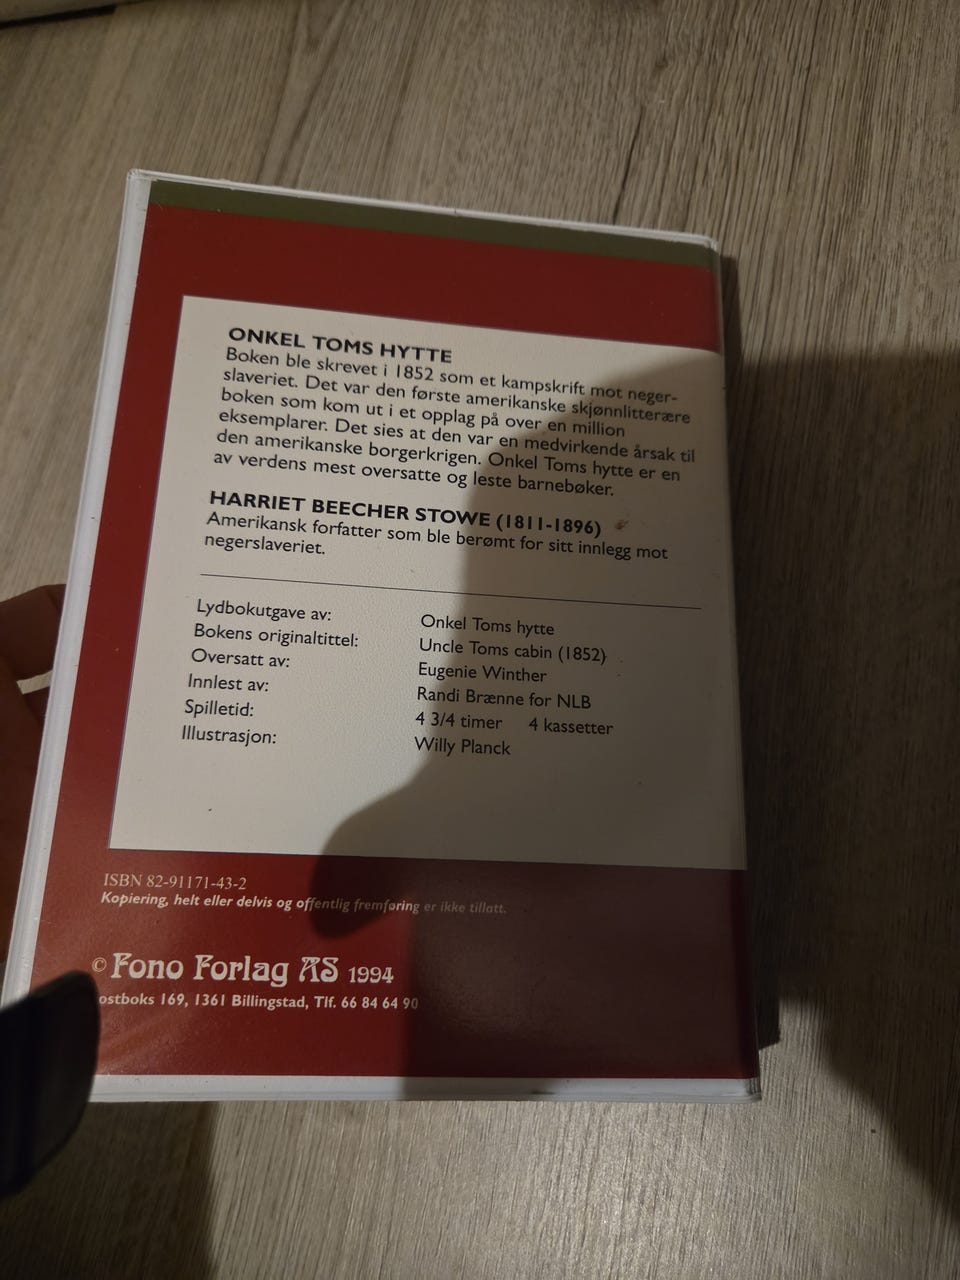 ONKEL TOMS HYTTE
Boken ble skrevet i 1852 som et kampskrift mot neger-
slaveriet. Det var den første amerikanske skjønnlitterære
boken som kom ut i et opplag på over en million
eksemplarer. Det sies at den var en medvirkende årsak til
den amerikanske borgerkrigen. Onkel Toms hytte er en
av verdens mest oversatte og leste barnebøker.
HARRIET BEECHER STOWE (1811-1896)
Amerikansk forfatter som ble berømt for sitt innlegg mot
negerslaveriet.
Lydbokutgave av: Onkel Toms hytte
Bokens originaltittel: Uncle Toms cabin (1852)
Oversatt av: Eugenie Winther
Innlest av: Randi Brænne for NLB
Spilletid: 4 3/4 timer 4 kassetter
Illustrasjon: Willy Planck
ISBN 82-91171-43-2
Kopiering, helt eller delvis og offentlig fremføring er ikke tillatt.
© Fono Forlag AS 1994
ostboks 169, 1361 Billingstad, Tlf. 66 84 64 90